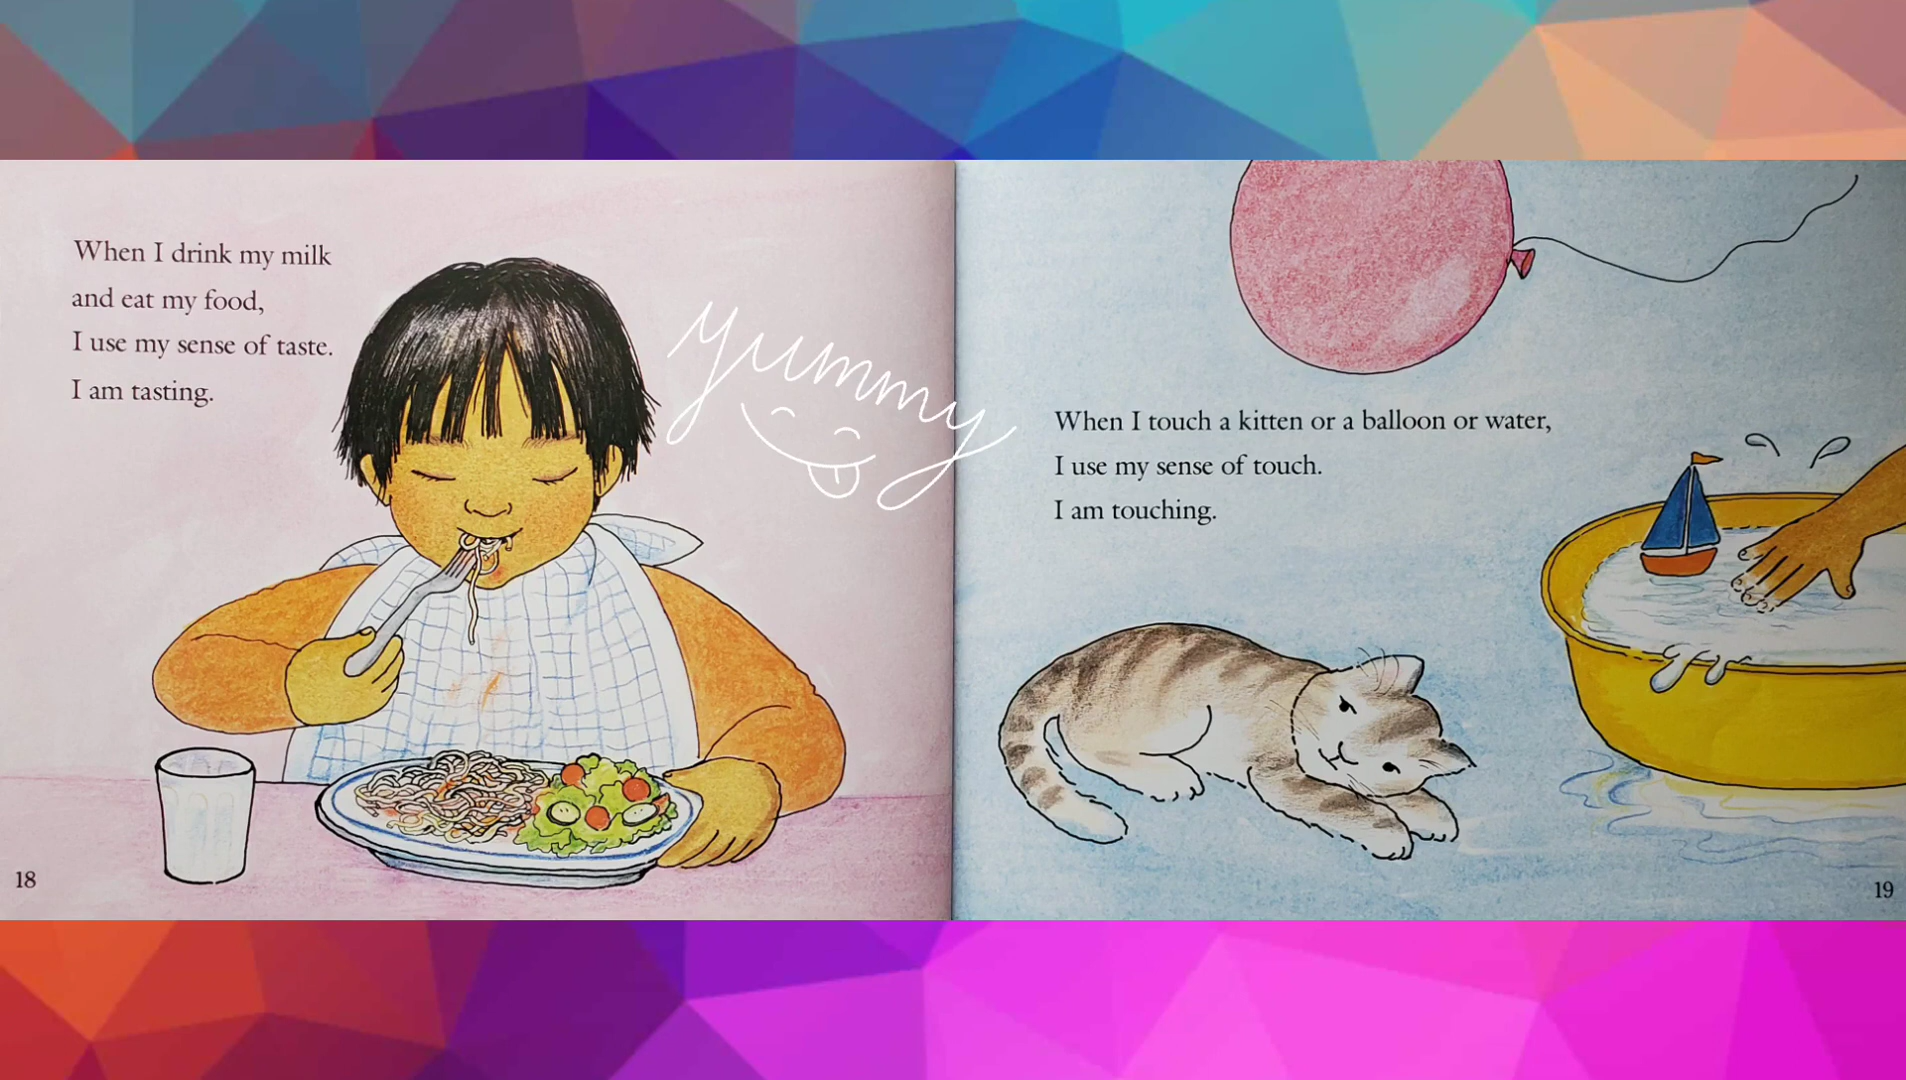 When I drink my milk
and eat my food,
I use my sense of taste.
I am tasting.
yummy
18
When I touch a kitten or a balloon or water,
I use my sense of touch.
I am touching.
19